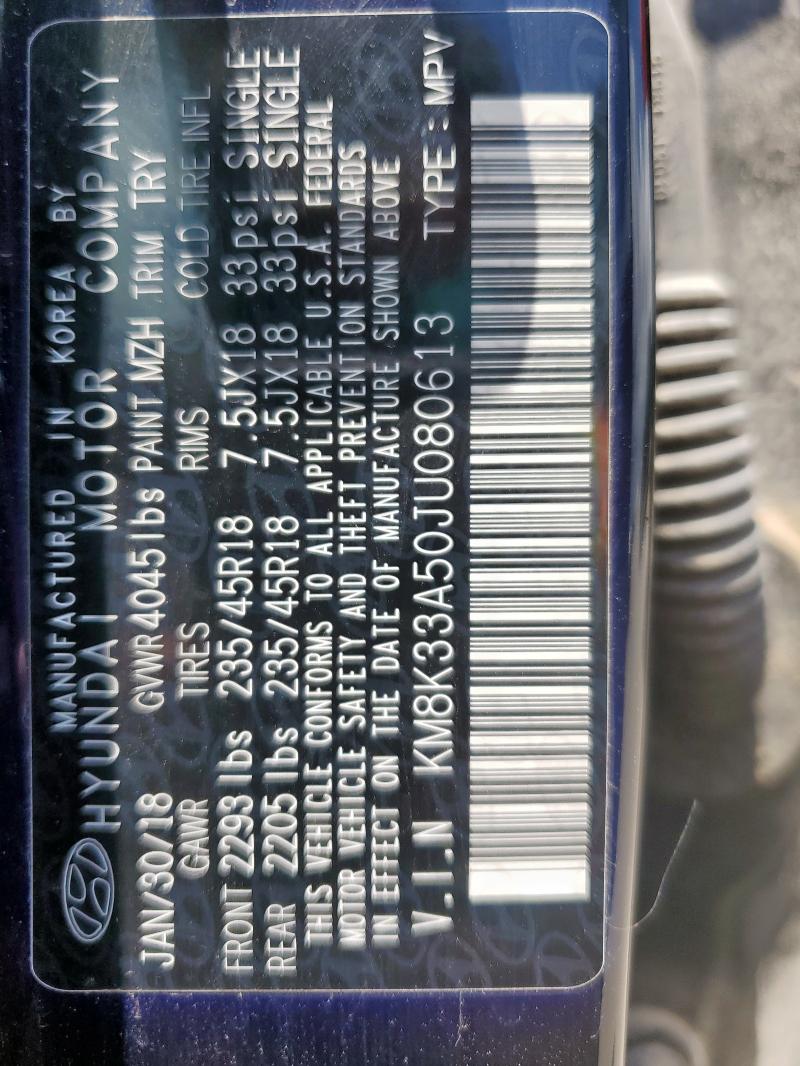 MANUFACTURED IN KOREA BY
HYUNDAI MOTOR COMPANY
JAN/30/18 GVWR 4045 lbs PAINT MZH TRIM TRY
GAWR TIRES RIMS COLD TIRE INFL
FRONT 2293 lbs 235/45R18 7.5JX18 33psi SINGLE
REAR 2205 lbs 235/45R18 7.5JX18 33psi SINGLE
THIS VEHICLE CONFORMS TO ALL APPLICABLE U.S.A. FEDERAL
MOTOR VEHICLE SAFETY AND THEFT PREVENTION STANDARDS
IN EFFECT ON THE DATE OF MANUFACTURE SHOWN ABOVE
V.I.N KM8K33A50JU080613 TYPE : MPV